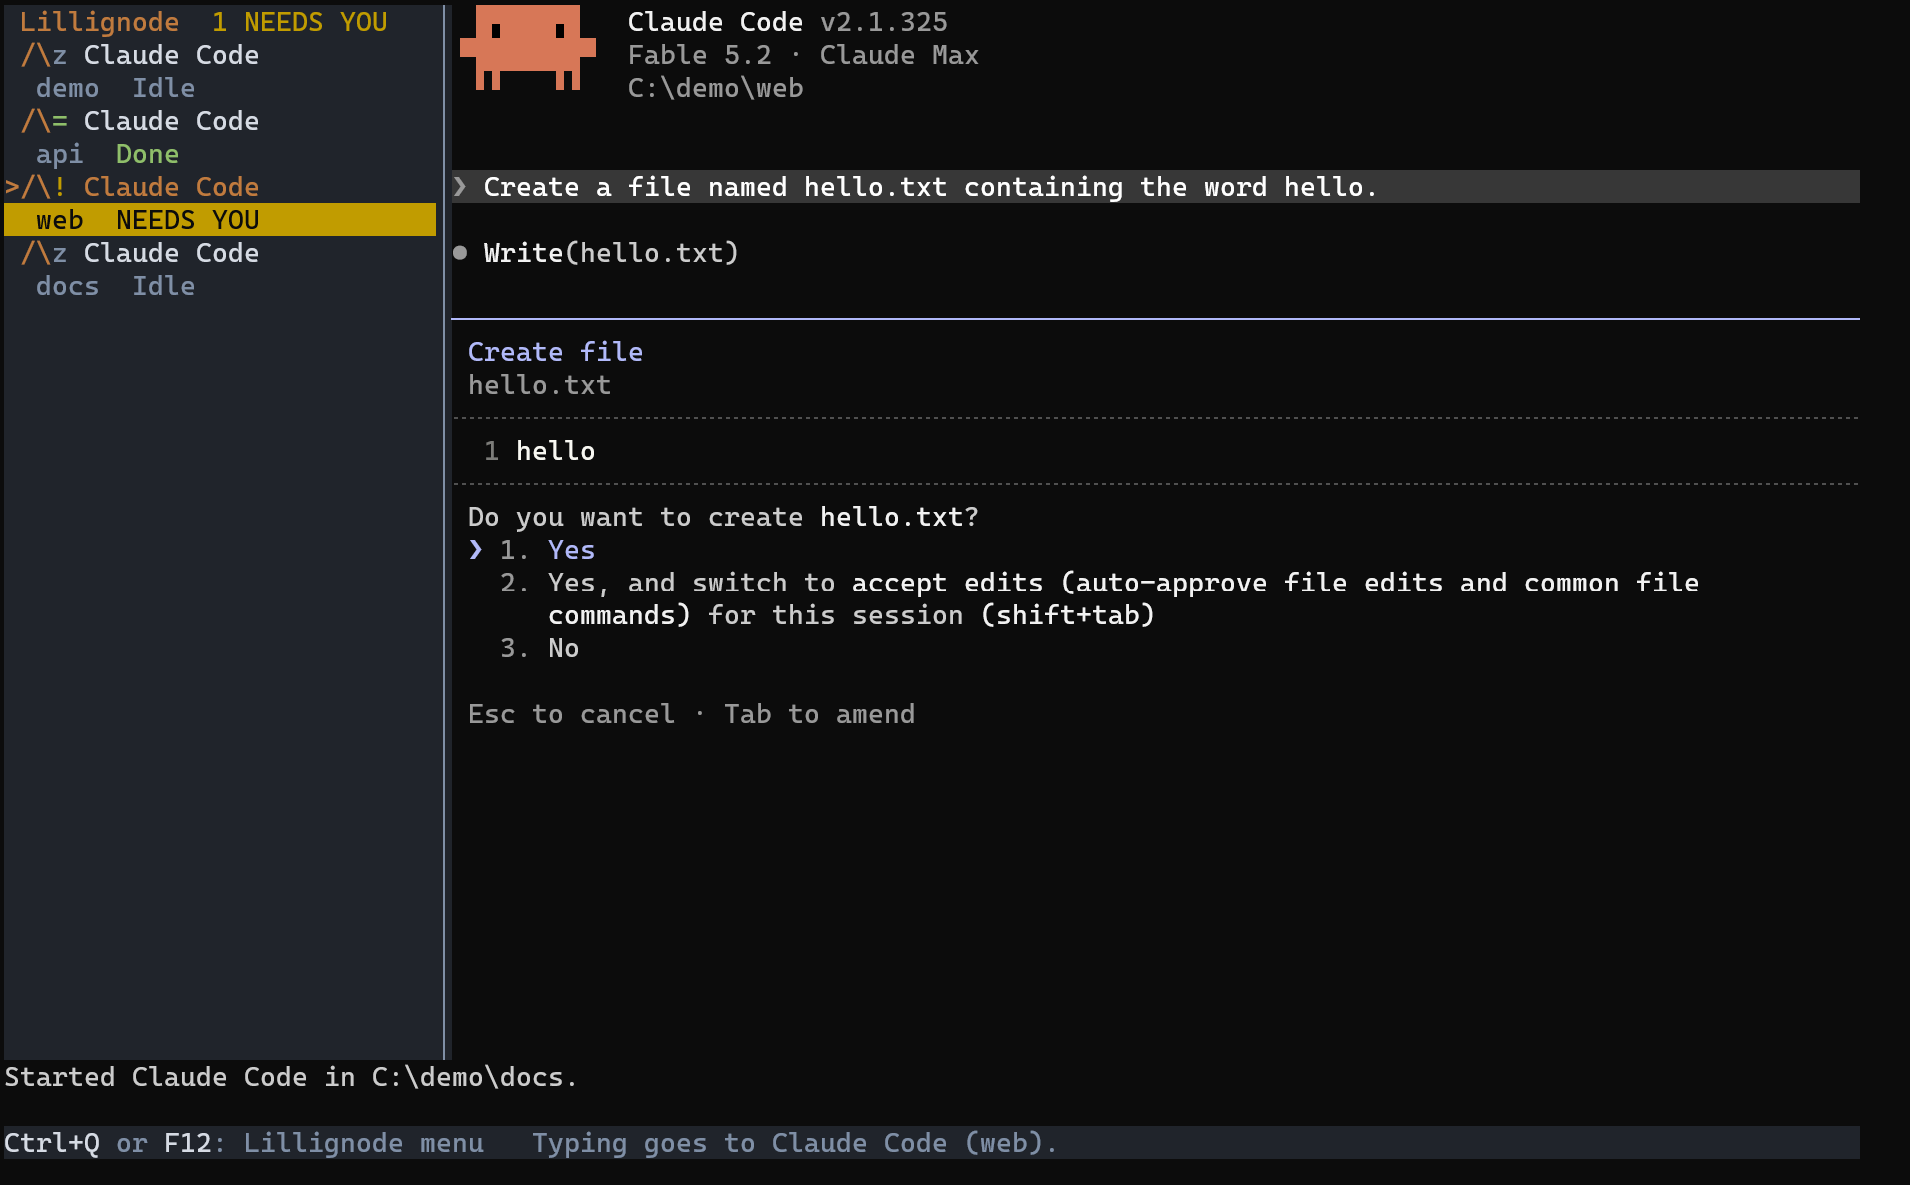 Lillignode  1 NEEDS YOU
/\z Claude Code
demo  Idle
/\= Claude Code
api  Done
>/\! Claude Code
web  NEEDS YOU
/\z Claude Code
docs  Idle
Claude Code v2.1.325
Fable 5.2 · Claude Max
C:\demo\web
❯ Create a file named hello.txt containing the word hello.
● Write(hello.txt)
Create file
hello.txt
1 hello
Do you want to create hello.txt?
❯ 1. Yes
2. Yes, and switch to accept edits (auto-approve file edits and common file
commands) for this session (shift+tab)
3. No
Esc to cancel · Tab to amend
Started Claude Code in C:\demo\docs.
Ctrl+Q or F12: Lillignode menu   Typing goes to Claude Code (web).